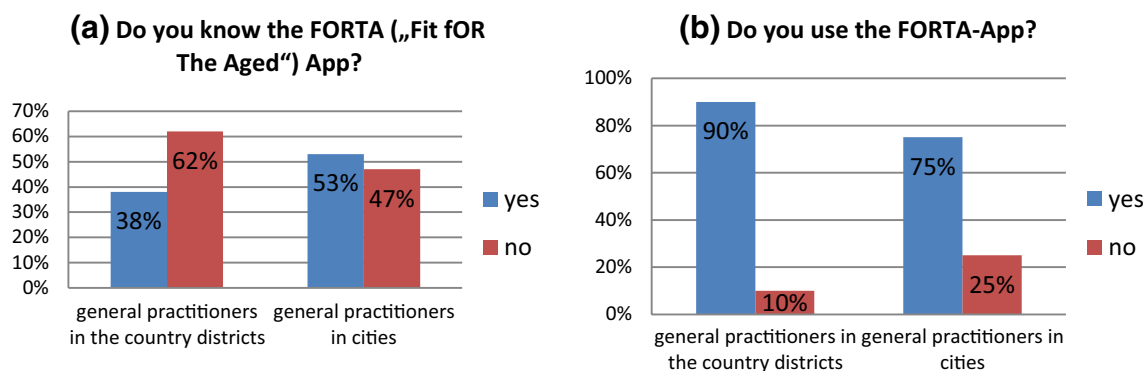 (a) Do you know the FORTA („Fit fOR
The Aged“) App?
70%
60%
50%
40%
30%
20%
10%
0%
38%
62%
53%
47%
general practitioners
in the country districts
general practitioners
in cities
yes
no
(b) Do you use the FORTA-App?
100%
80%
60%
40%
20%
0%
90%
10%
75%
25%
general practitioners in
the country districts
general practitioners in
cities
yes
no